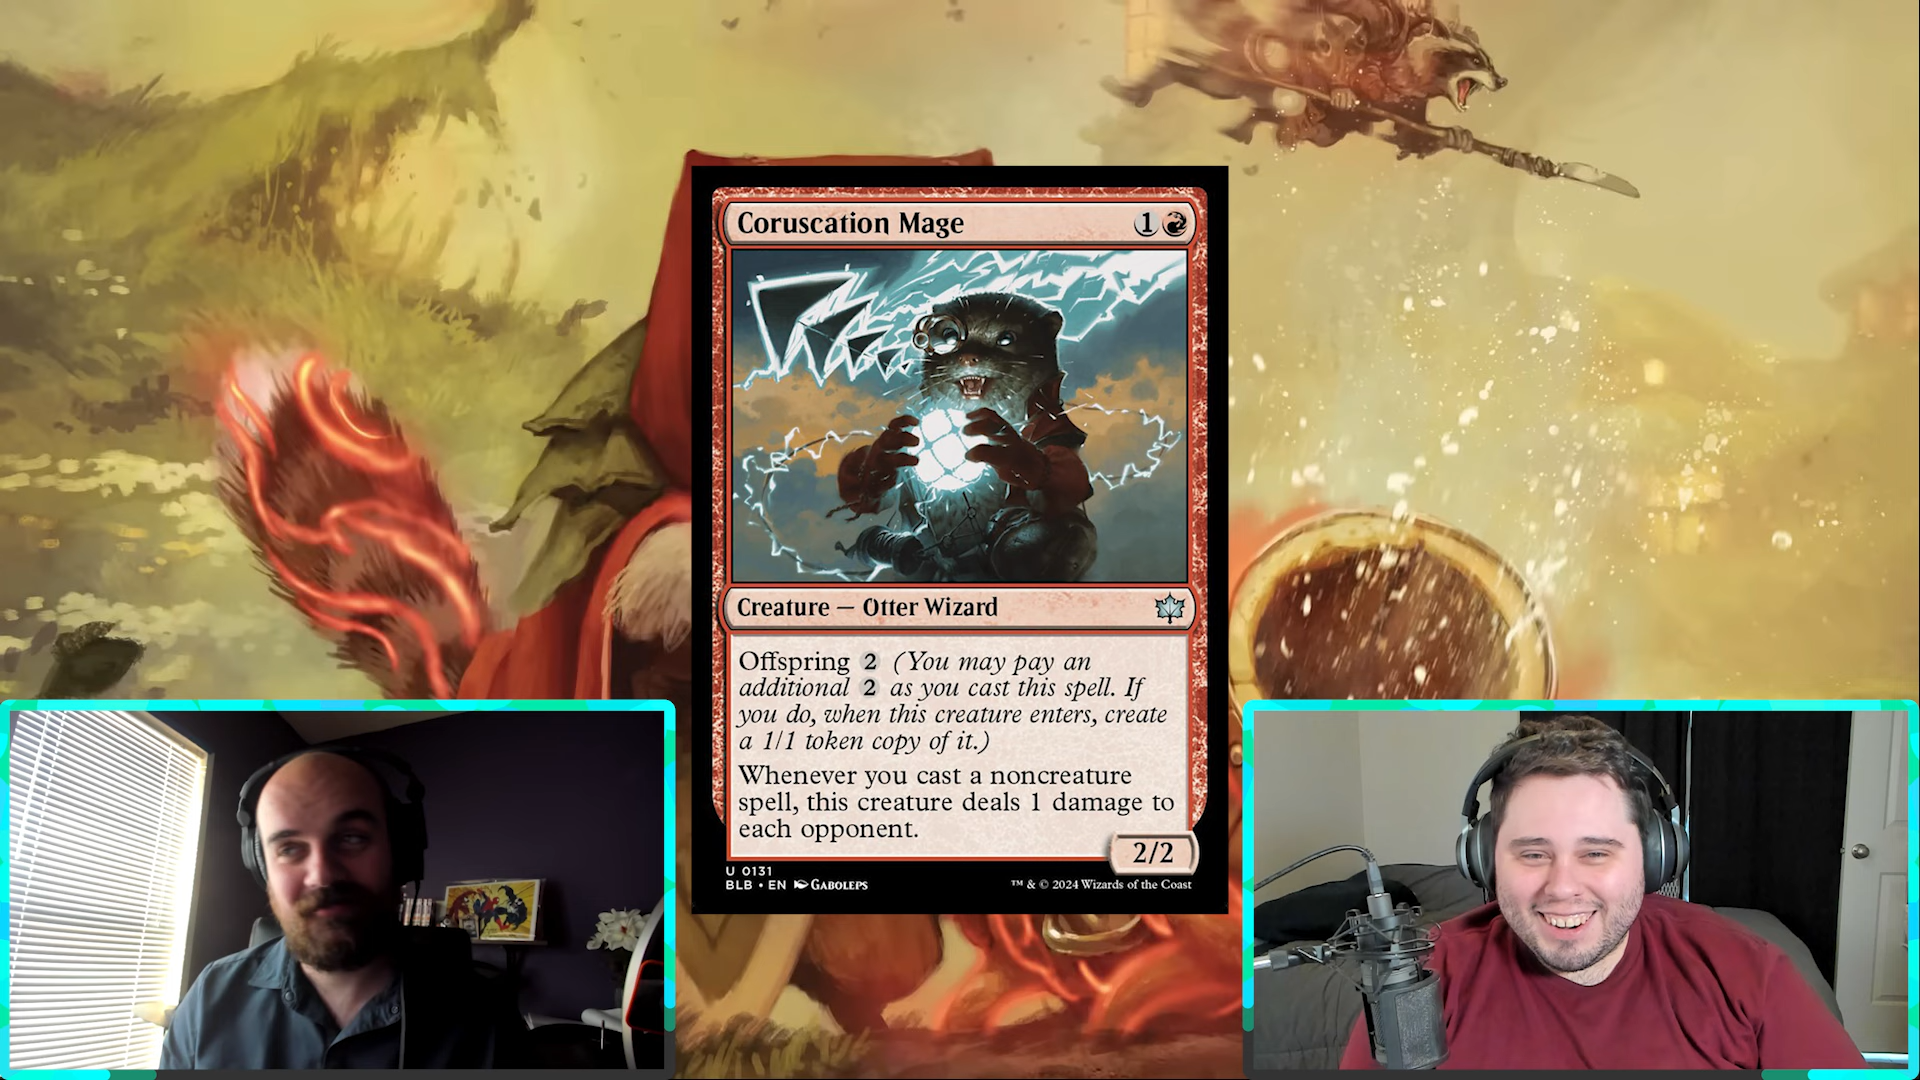 Coruscation Mage 1
Creature — Otter Wizard
Offspring 2 (You may pay an
additional 2 as you cast this spell. If
you do, when this creature enters, create
a 1/1 token copy of it.)
Whenever you cast a noncreature
spell, this creature deals 1 damage to
each opponent.
2/2
U 0131
BLB • EN GABOLEPS
™ & © 2024 Wizards of the Coast